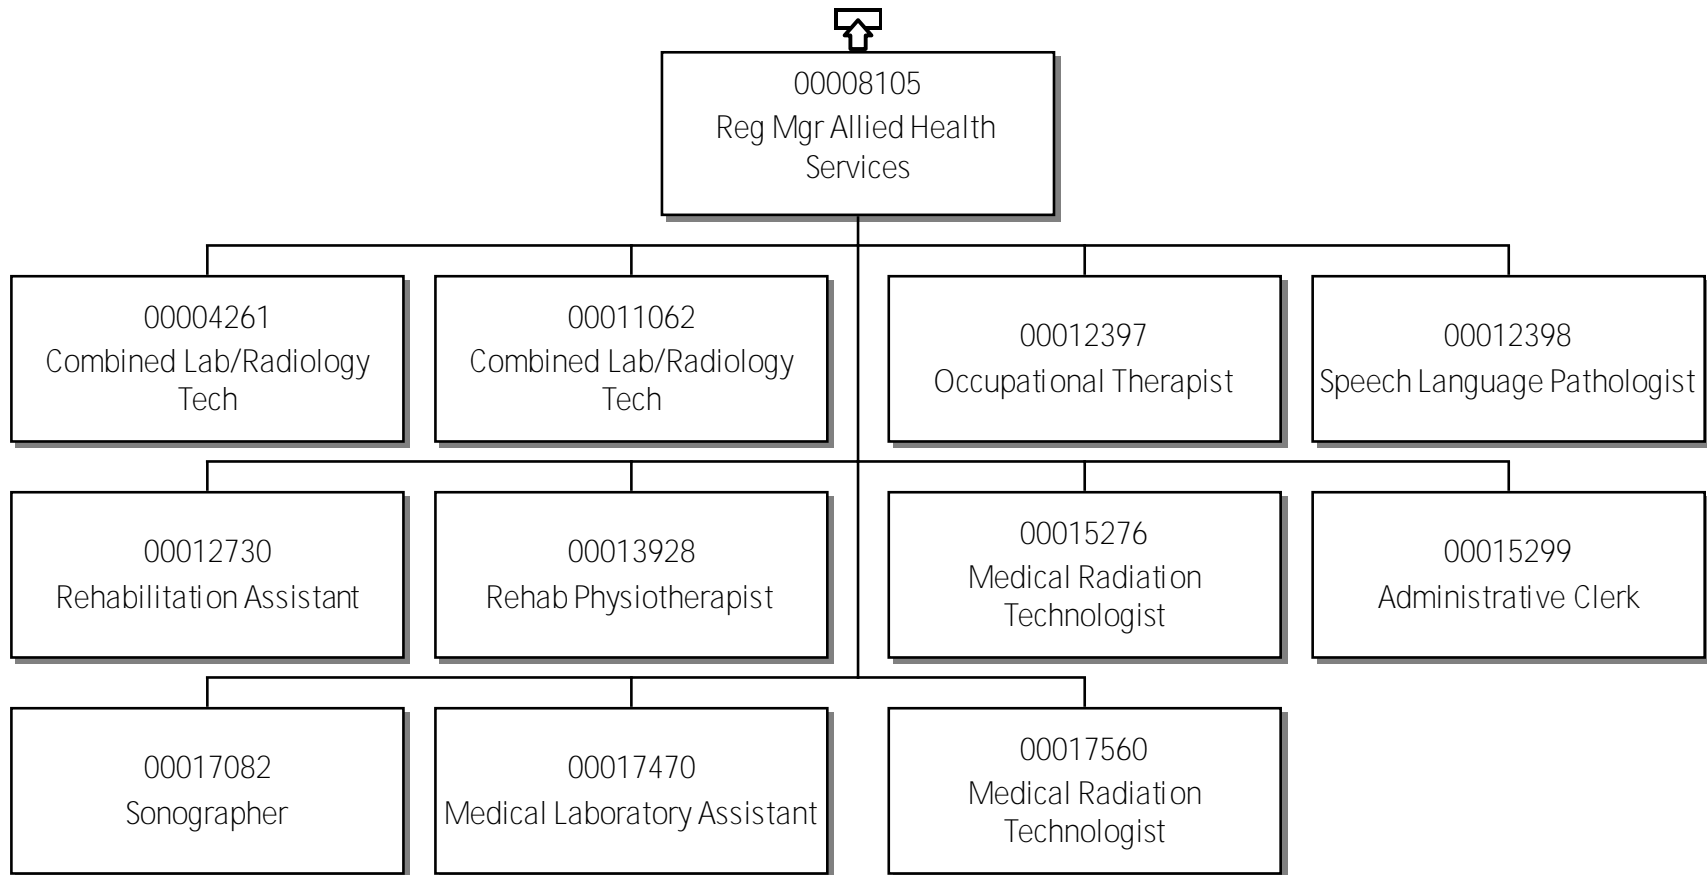 00008105
Reg Mgr Allied Health
Services
00004261
Combined Lab/Radiology
Tech
00011062
Combined Lab/Radiology
Tech
00012397
Occupational Therapist
00012398
Speech Language Pathologist
00012730
Rehabilitation Assistant
00013928
Rehab Physiotherapist
00015276
Medical Radiation
Technologist
00015299
Administrative Clerk
00017082
Sonographer
00017470
Medical Laboratory Assistant
00017560
Medical Radiation
Technologist